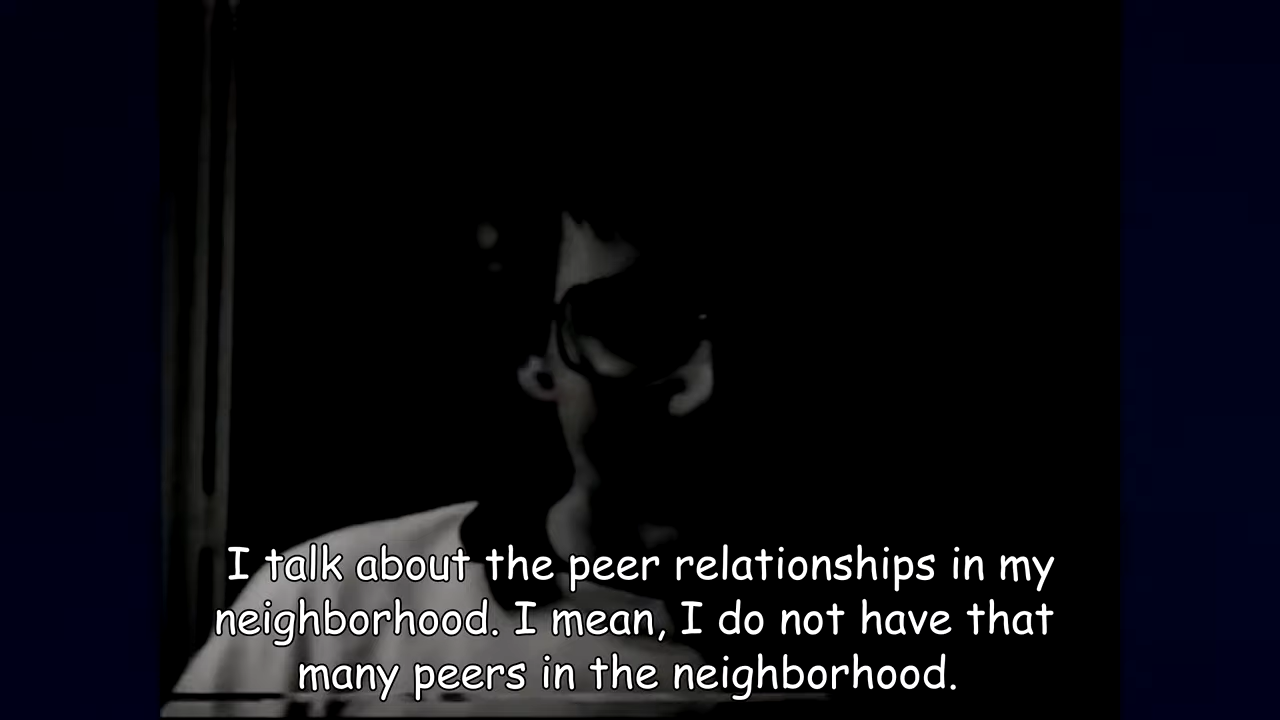 I talk about the peer relationships in my
neighborhood. I mean, I do not have that
many peers in the neighborhood.